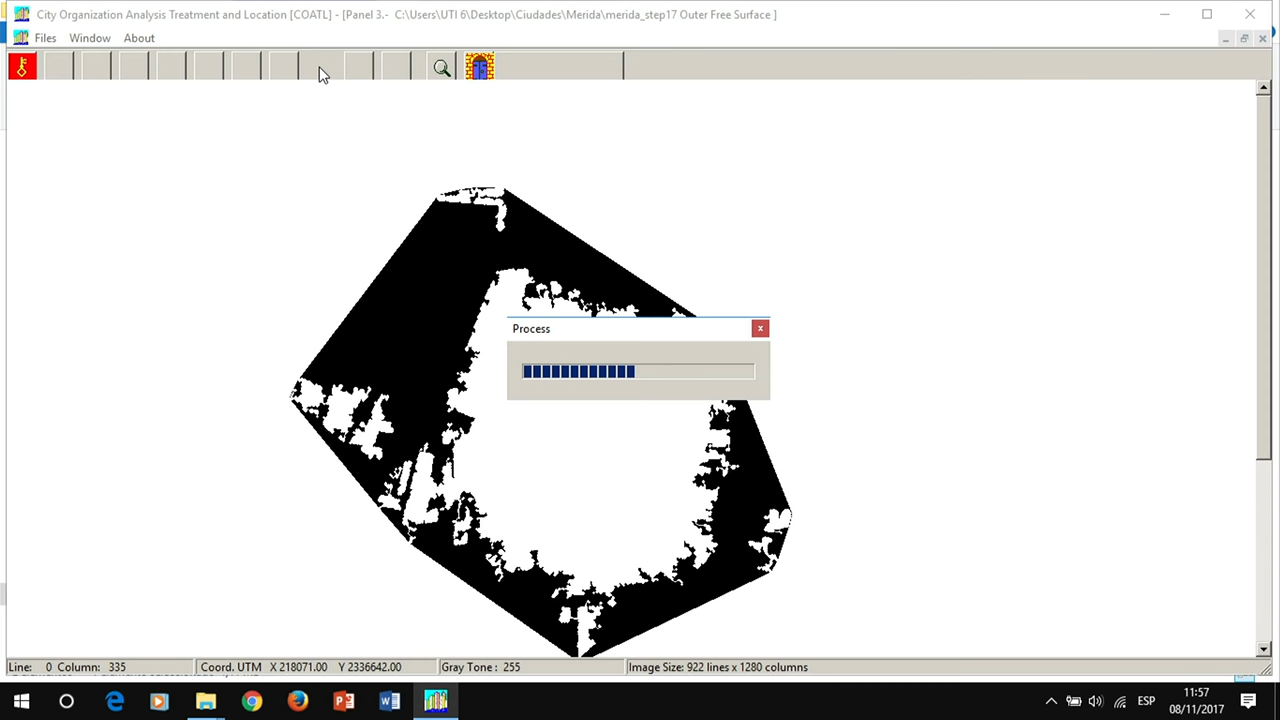 City Organization Analysis Treatment and Location [COATL] - [Panel 3.- C:\Users\UTI 6\Desktop\Ciudades\Merida\merida_step17 Outer Free Surface ]
Files Window About
Process
Line: 0 Column: 335 Coord. UTM X 218071.00 Y 2336642.00 Gray Tone : 255 Image Size: 922 lines x 1280 columns
ESP
11:57
08/11/2017